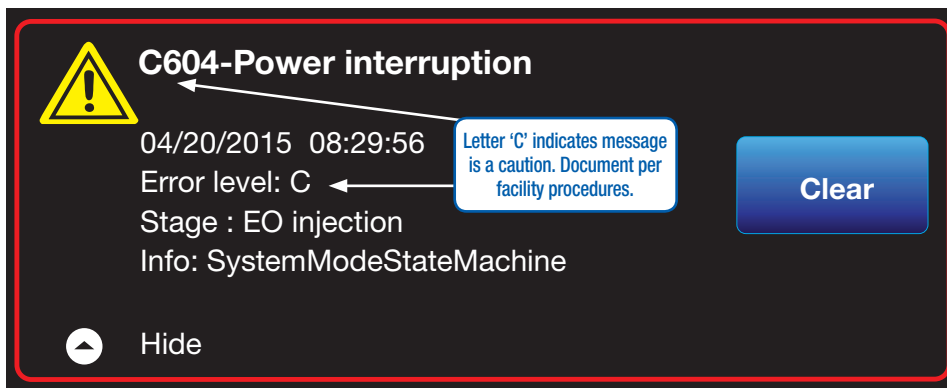 C604-Power interruption
04/20/2015 08:29:56
Error level: C
Stage : EO injection
Info: SystemModeStateMachine
Letter ‘C’ indicates message
is a caution. Document per
facility procedures.
Clear
Hide